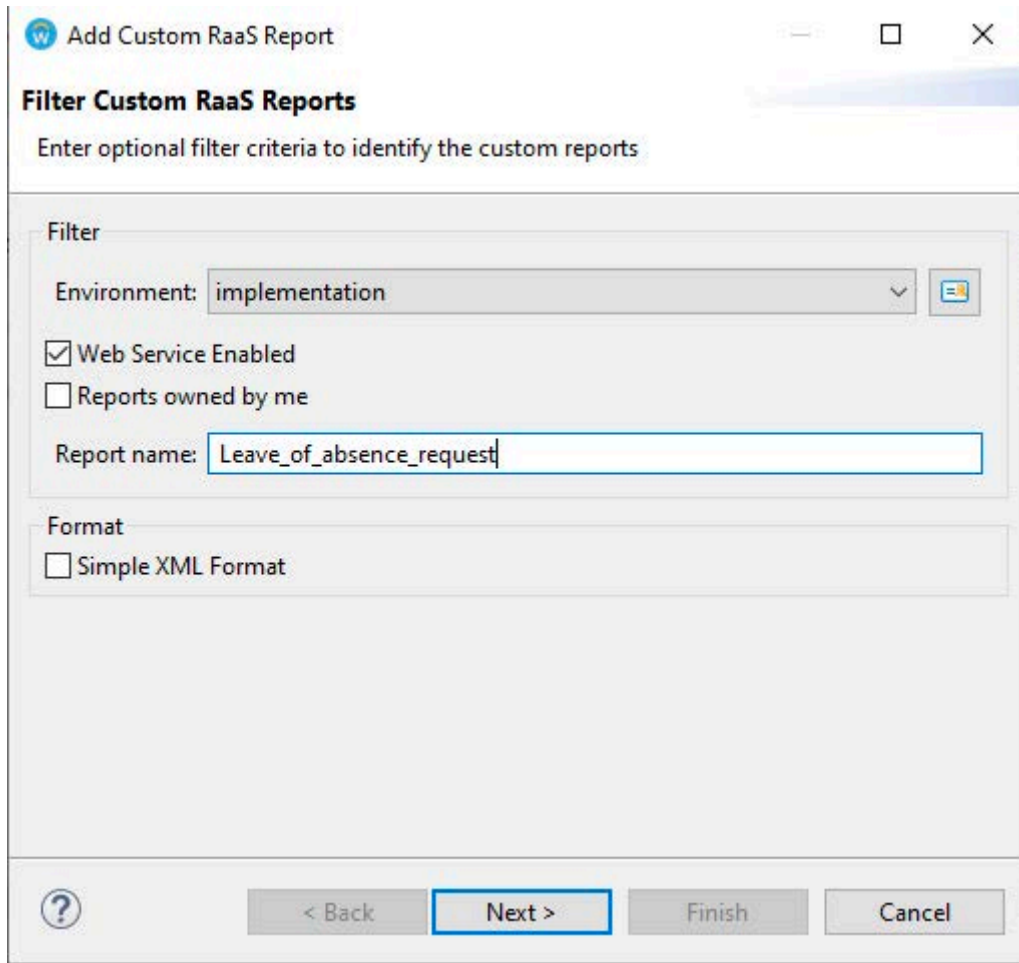 Add Custom RaaS Report
Filter Custom RaaS Reports
Enter optional filter criteria to identify the custom reports
Filter
Environment: implementation
Web Service Enabled
Reports owned by me
Report name: Leave_of_absence_request
Format
Simple XML Format
< Back Next > Finish Cancel